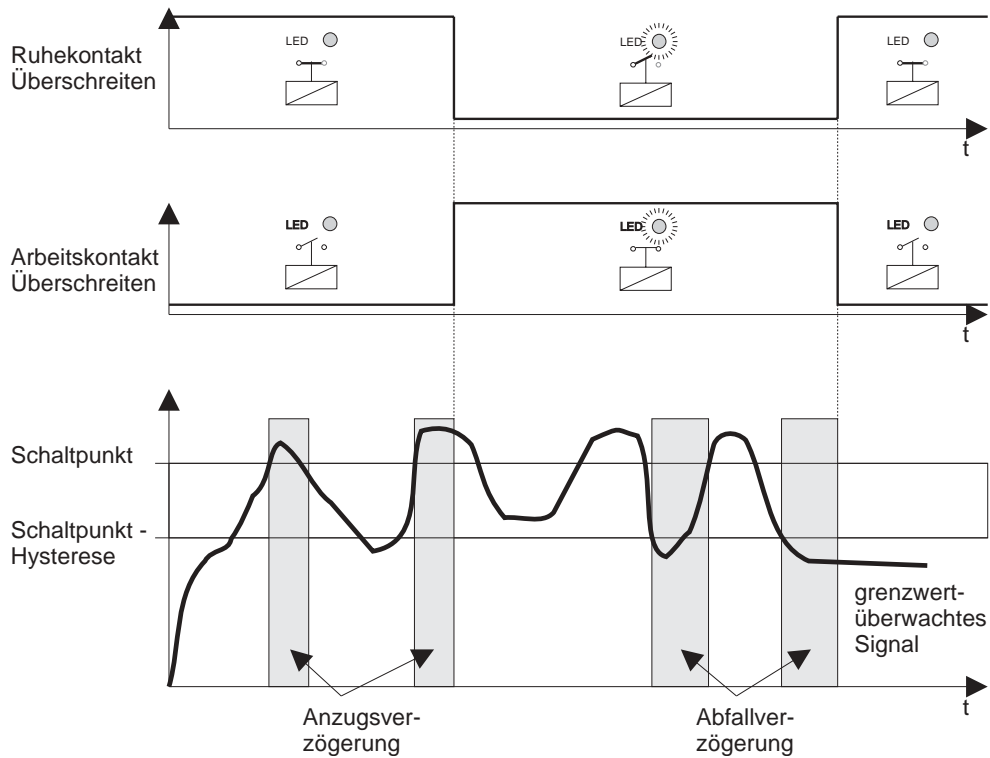 LED
LED
LED
Ruhekontakt
Überschreiten
t
LED
LED
LED
Arbeitskontakt
Überschreiten
t
Schaltpunkt
Schaltpunkt -
Hysterese
grenzwert-
überwachtes
Signal
t
Anzugsver-
zögerung
Abfallver-
zögerung